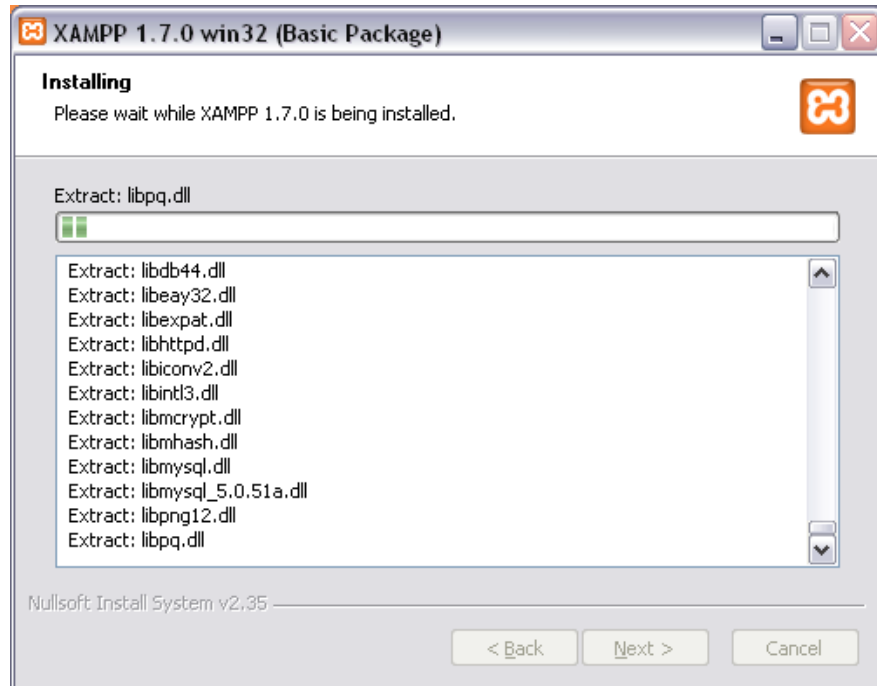 XAMPP 1.7.0 win32 (Basic Package)
Installing
Please wait while XAMPP 1.7.0 is being installed.
Extract: libpq.dll
Extract: libdb44.dll
Extract: libeay32.dll
Extract: libexpat.dll
Extract: libhttpd.dll
Extract: libiconv2.dll
Extract: libintl3.dll
Extract: libmcrypt.dll
Extract: libmhash.dll
Extract: libmysql.dll
Extract: libmysql_5.0.51a.dll
Extract: libpng12.dll
Extract: libpq.dll
Nullsoft Install System v2.35
< Back Next > Cancel